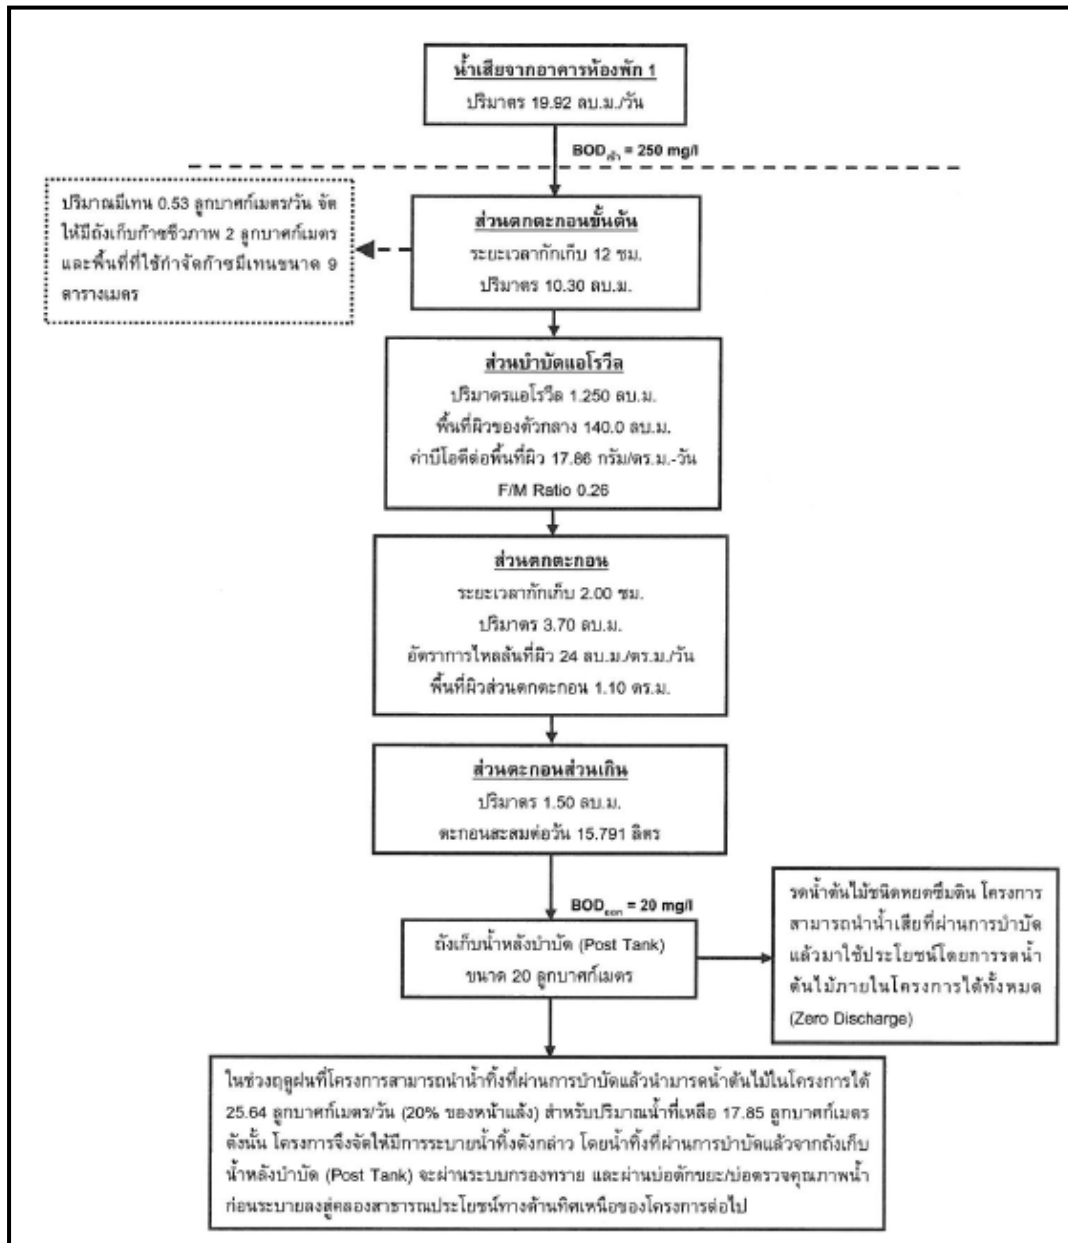 น้ำเสียจากอาคารห้องพัก 1
ปริมาตร 19.92 ลบ.ม./วัน
BODเข้า = 250 mg/l
ปริมาณมีเทน 0.53 ลูกบาศก์เมตร/วัน จัด
ให้มีถังเก็บก๊าซชีวภาพ 2 ลูกบาศก์เมตร
และพื้นที่ที่ใช้กำจัดก๊าซมีเทนขนาด 9
ตารางเมตร
ส่วนตกตะกอนขั้นต้น
ระยะเวลากักเก็บ 12 ชม.
ปริมาตร 10.30 ลบ.ม.
ส่วนบำบัดแอโรวีล
ปริมาตรแอโรวีล 1.250 ลบ.ม.
พื้นที่ผิวของตัวกลาง 140.0 ลบ.ม.
ค่าบีโอดีต่อพื้นที่ผิว 17.86 กรัม/ตร.ม.-วัน
F/M Ratio 0.26
ส่วนตกตะกอน
ระยะเวลากักเก็บ 2.00 ชม.
ปริมาตร 3.70 ลบ.ม.
อัตราการไหลล้นที่ผิว 24 ลบ.ม./ตร.ม./วัน
พื้นที่ผิวส่วนตกตะกอน 1.10 ตร.ม.
ส่วนตะกอนส่วนเกิน
ปริมาตร 1.50 ลบ.ม.
ตะกอนสะสมต่อวัน 15.791 ลิตร
BODออก = 20 mg/l
ถังเก็บน้ำหลังบำบัด (Post Tank)
ขนาด 20 ลูกบาศก์เมตร
รดน้ำต้นไม้ชนิดหยดซึมดิน โครงการ
สามารถนำน้ำเสียที่ผ่านการบำบัด
แล้วมาใช้ประโยชน์โดยการรดน้ำ
ต้นไม้ภายในโครงการได้ทั้งหมด
(Zero Discharge)
ในช่วงฤดูฝนที่โครงการสามารถนำน้ำทิ้งที่ผ่านการบำบัดแล้วนำมารดน้ำต้นไม้ในโครงการได้
25.64 ลูกบาศก์เมตร/วัน (20% ของหน้าแล้ง) สำหรับปริมาณน้ำที่เหลือ 17.85 ลูกบาศก์เมตร
ดังนั้น โครงการจึงจัดให้มีการระบายน้ำทิ้งดังกล่าว โดยน้ำทิ้งที่ผ่านการบำบัดแล้วจากถังเก็บ
น้ำหลังบำบัด (Post Tank) จะผ่านระบบกรองทราย และผ่านบ่อดักขยะ/บ่อตรวจคุณภาพน้ำ
ก่อนระบายลงสู่คลองสาธารณประโยชน์ทางด้านทิศเหนือของโครงการต่อไป